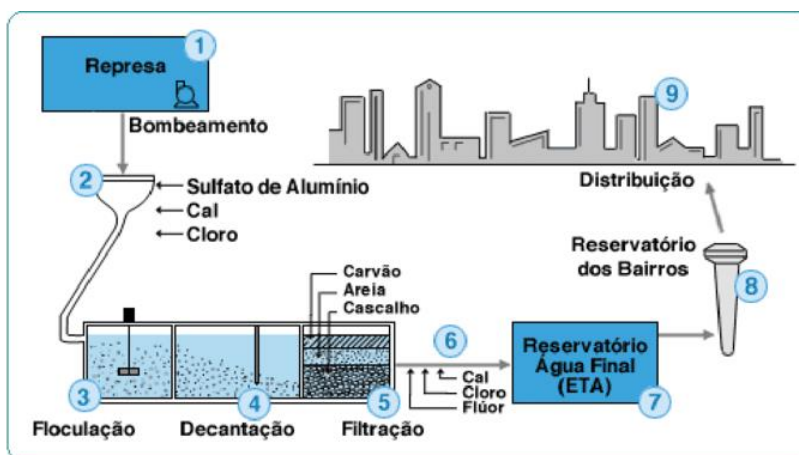 1
Represa
Bombeamento
2
Sulfato de Alumínio
Cal
Cloro
9
Distribuição
Reservatório
dos Bairros
8
Carvão
Areia
Cascalho
3
4
5
Floculação
Decantação
Filtração
6
Cal
Cloro
Flúor
Reservatório
Água Final
(ETA)
7